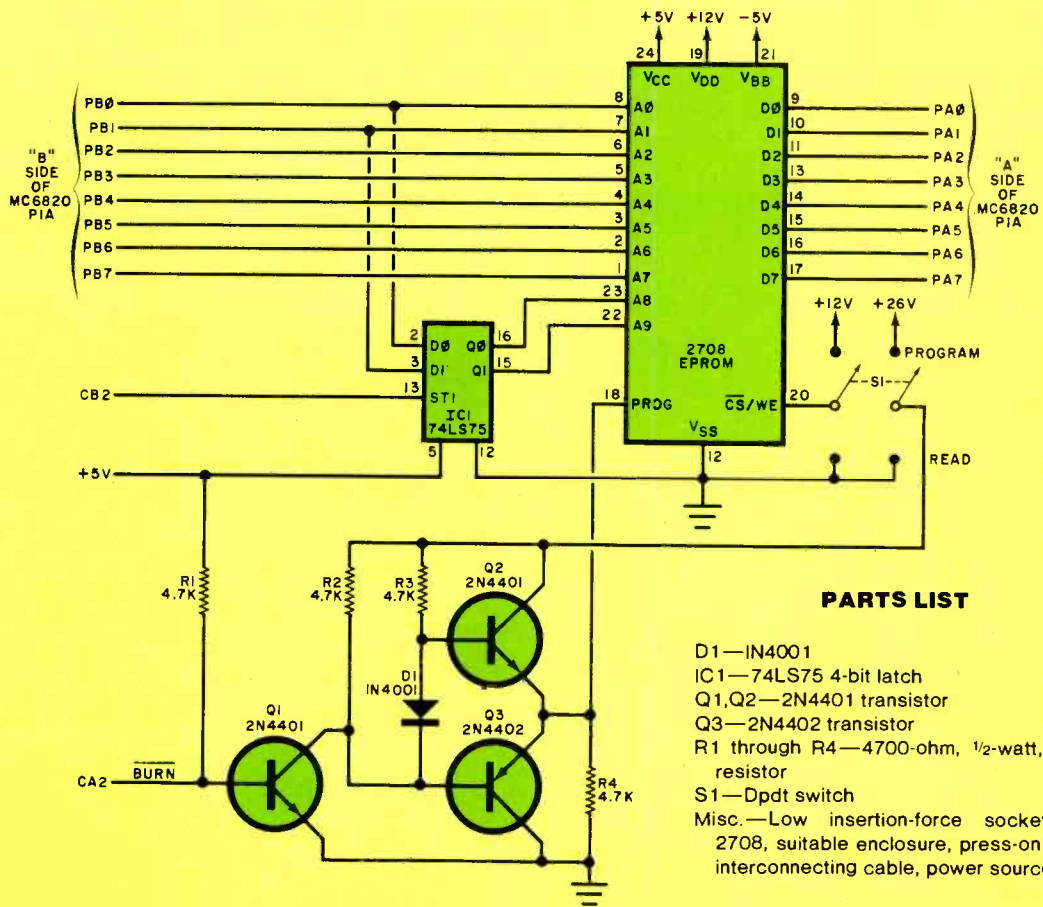 +5V +12V -5V
24 19 21
VCC VDD VBB
"B" SIDE OF MC6820 PIA
PBØ 8 AØ DØ 9 PAØ
PB1 7 A1 D1 10 PA1
PB2 6 A2 D2 11 PA2
PB3 5 A3 D3 13 PA3
PB4 4 A4 D4 14 PA4
PB5 3 A5 D5 15 PA5
PB6 2 A6 D6 16 PA6
PB7 1 A7 D7 17 PA7
"A" SIDE OF MC6820 PIA
23 A8
22 A9
2 DØ QØ 16
3 D1 Q1 15
CB2 13 ST1
IC1
74LS75
5 12
2708
EPROM
18 PROG CS/WE 20
VSS
12
+12V +26V
PROGRAM
S1
READ
+5V
R1
4.7K
R2
4.7K
R3
4.7K
Q2
2N4401
D1
1N4001
Q1
2N4401
Q3
2N4402
R4
4.7K
CA2 BURN
PARTS LIST
D1—IN4001
IC1—74LS75 4-bit latch
Q1,Q2—2N4401 transistor
Q3—2N4402 transistor
R1 through R4—4700-ohm, ½-watt,
resistor
S1—Dpdt switch
Misc.—Low insertion-force socket
2708, suitable enclosure, press-on
interconnecting cable, power source